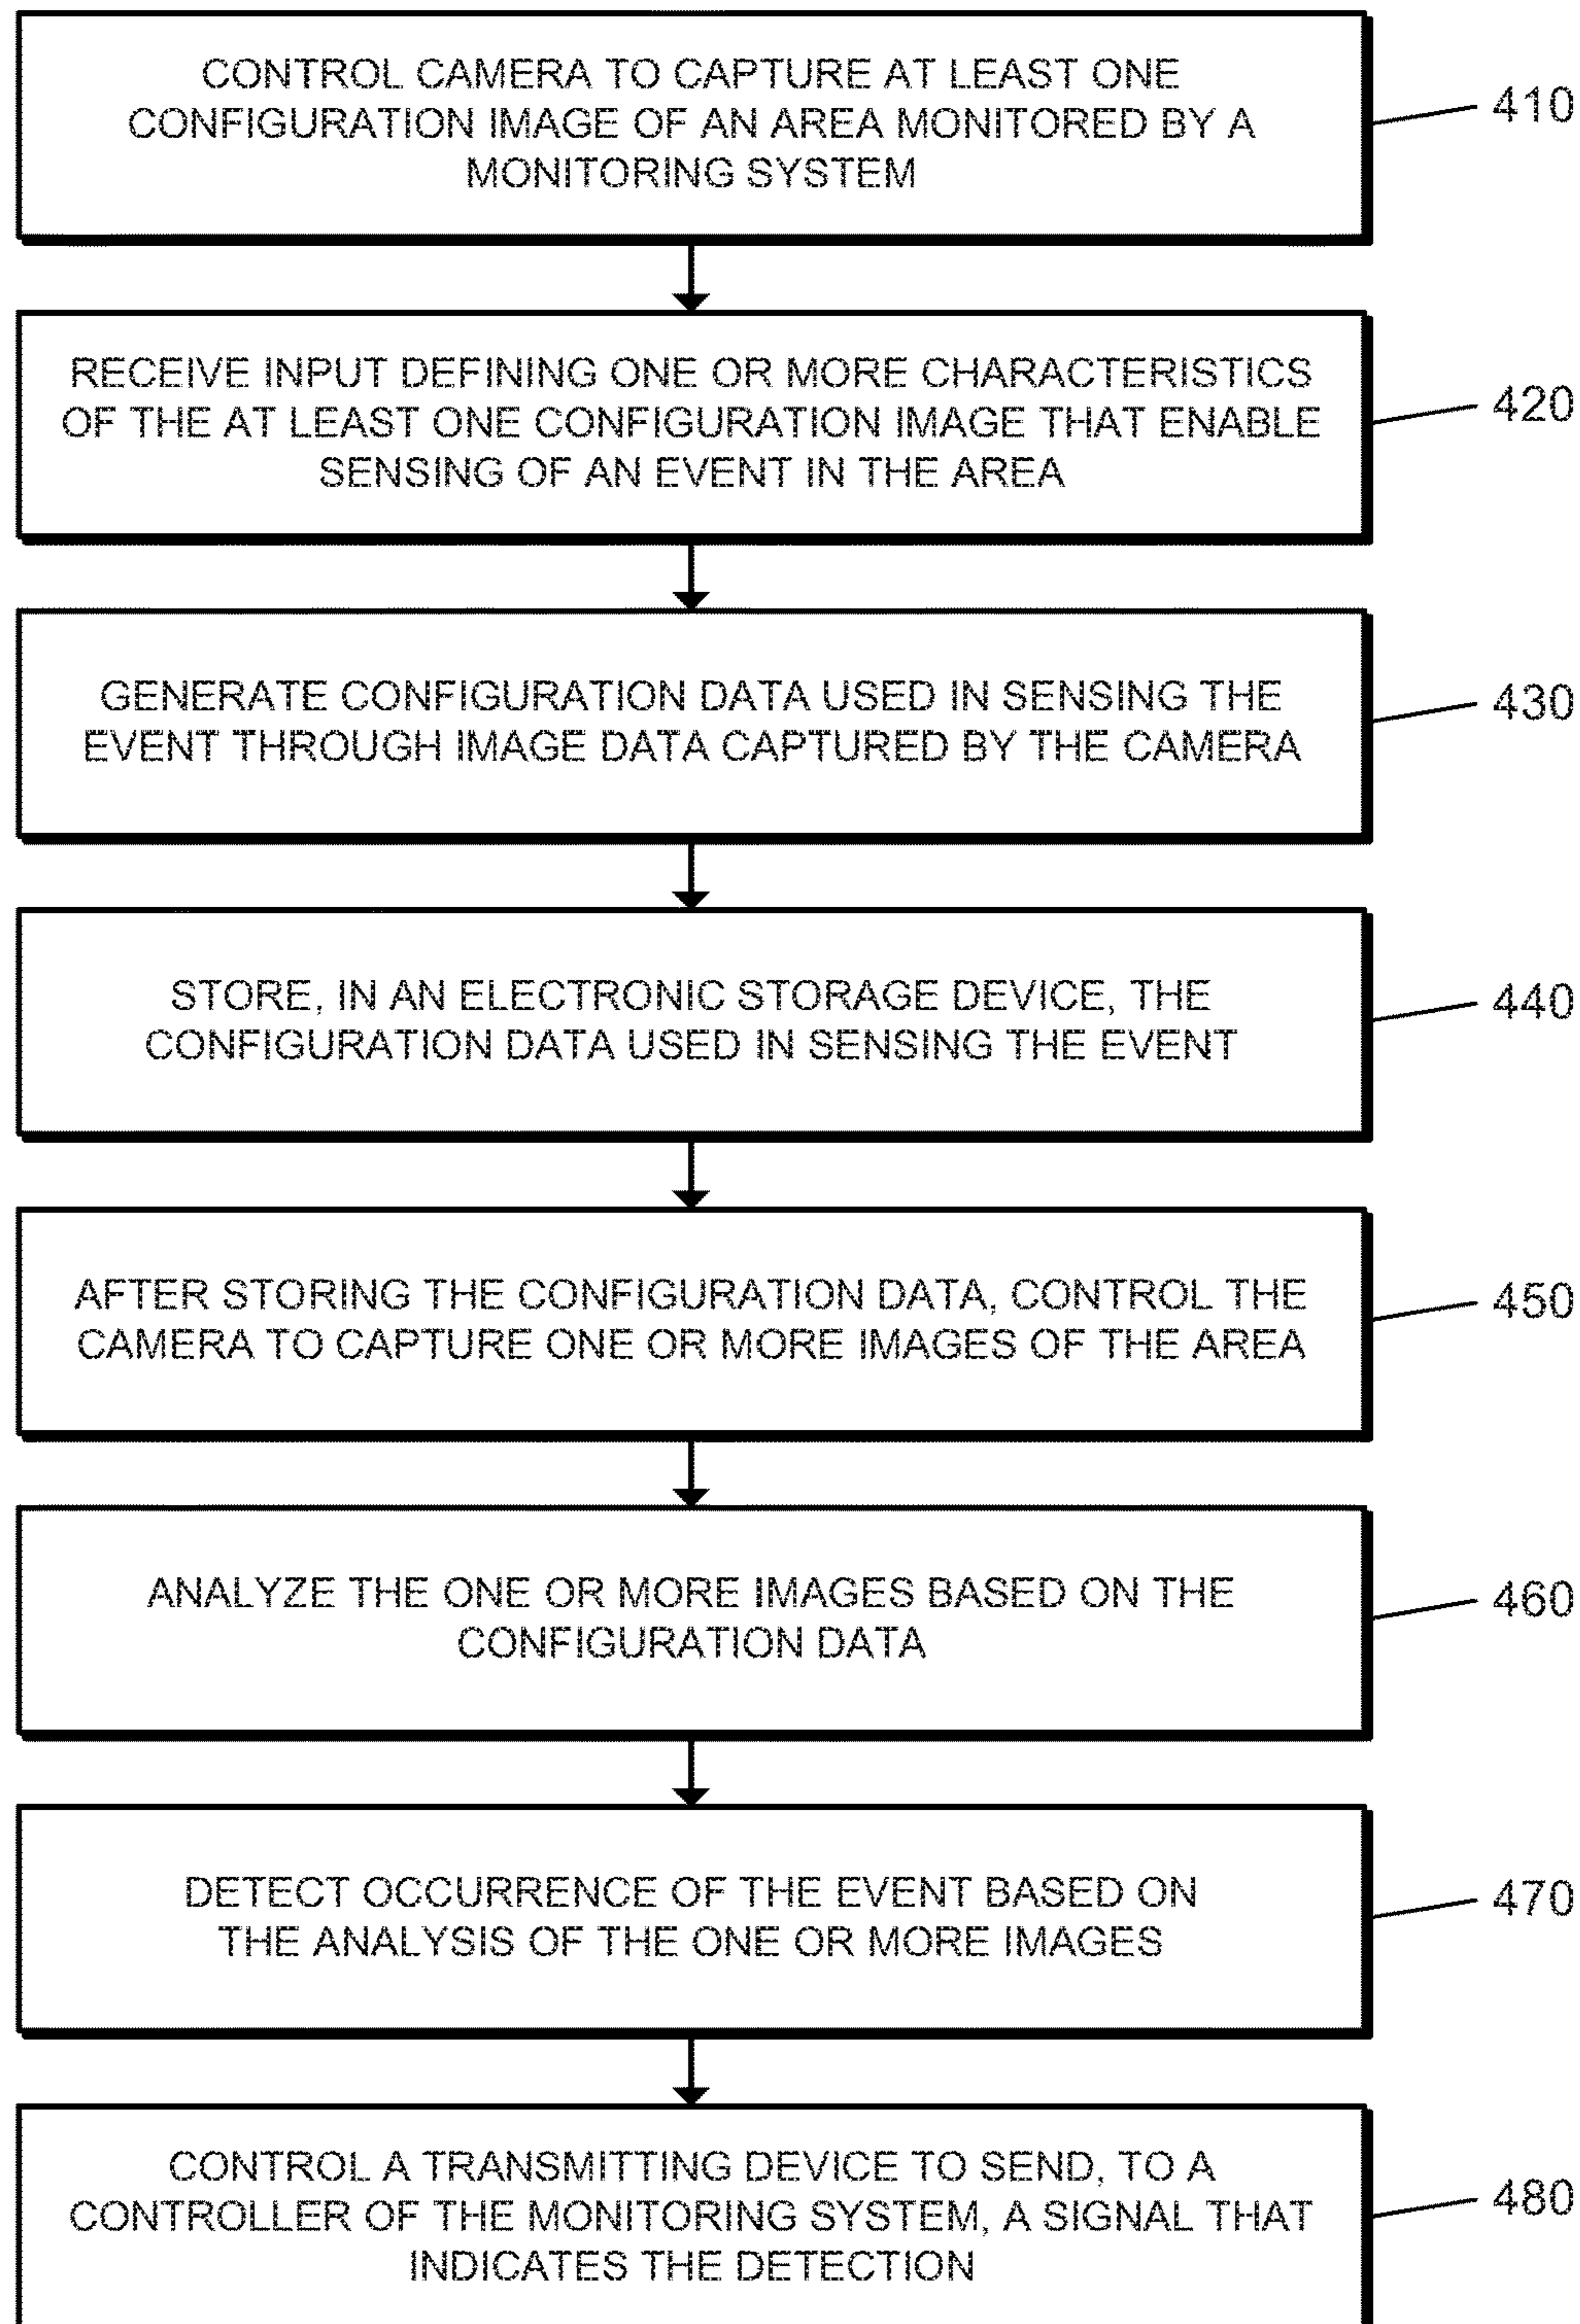 CONTROL CAMERA TO CAPTURE AT LEAST ONE
CONFIGURATION IMAGE OF AN AREA MONITORED BY A
MONITORING SYSTEM
410
RECEIVE INPUT DEFINING ONE OR MORE CHARACTERISTICS
OF THE AT LEAST ONE CONFIGURATION IMAGE THAT ENABLE
SENSING OF AN EVENT IN THE AREA
420
GENERATE CONFIGURATION DATA USED IN SENSING THE
EVENT THROUGH IMAGE DATA CAPTURED BY THE CAMERA
430
STORE, IN AN ELECTRONIC STORAGE DEVICE, THE
CONFIGURATION DATA USED IN SENSING THE EVENT
440
AFTER STORING THE CONFIGURATION DATA, CONTROL THE
CAMERA TO CAPTURE ONE OR MORE IMAGES OF THE AREA
450
ANALYZE THE ONE OR MORE IMAGES BASED ON THE
CONFIGURATION DATA
460
DETECT OCCURRENCE OF THE EVENT BASED ON
THE ANALYSIS OF THE ONE OR MORE IMAGES
470
CONTROL A TRANSMITTING DEVICE TO SEND, TO A
CONTROLLER OF THE MONITORING SYSTEM, A SIGNAL THAT
INDICATES THE DETECTION
480